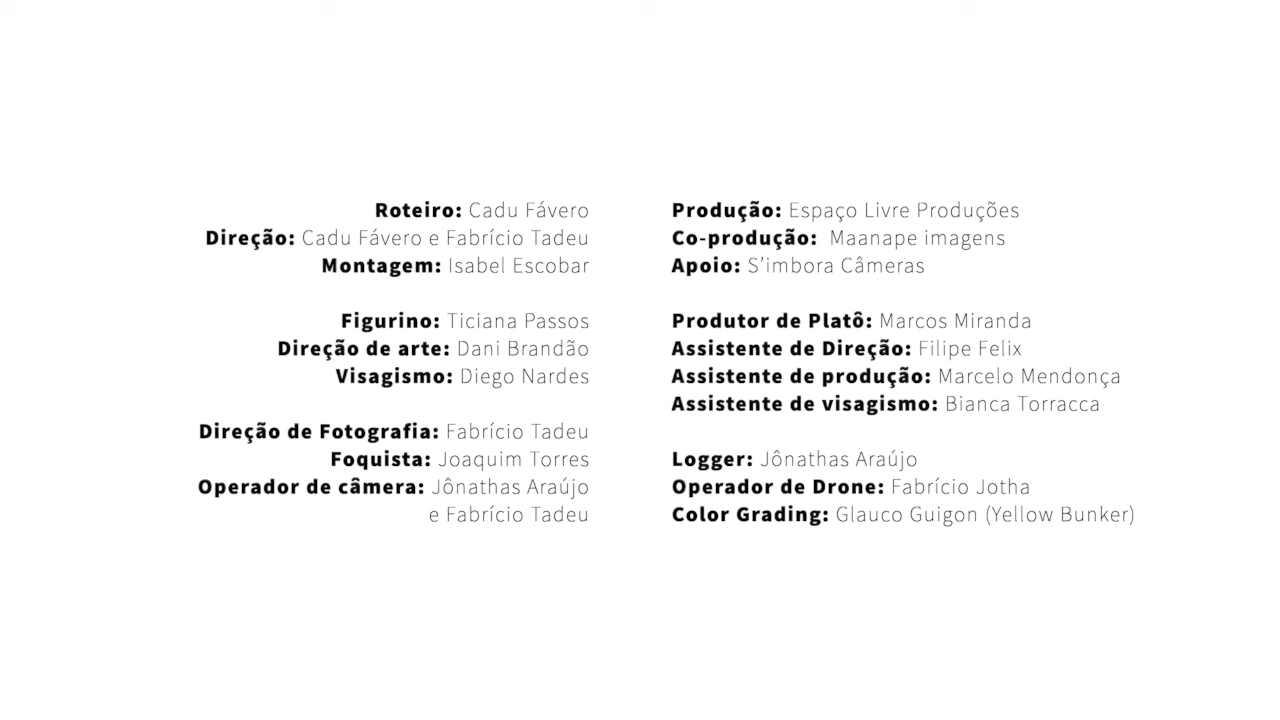 Roteiro: Cadu Fávero
Direção: Cadu Fávero e Fabrício Tadeu
Montagem: Isabel Escobar
Figurino: Ticiana Passos
Direção de arte: Dani Brandão
Visagismo: Diego Nardes
Direção de Fotografia: Fabrício Tadeu
Foquista: Joaquim Torres
Operador de câmera: Jônathas Araújo
e Fabrício Tadeu
Produção: Espaço Livre Produções
Co-produção: Maanape imagens
Apoio: S’imbora Câmeras
Produtor de Platô: Marcos Miranda
Assistente de Direção: Filipe Felix
Assistente de produção: Marcelo Mendonça
Assistente de visagismo: Bianca Torracca
Logger: Jônathas Araújo
Operador de Drone: Fabrício Jotha
Color Grading: Glauco Guigon (Yellow Bunker)